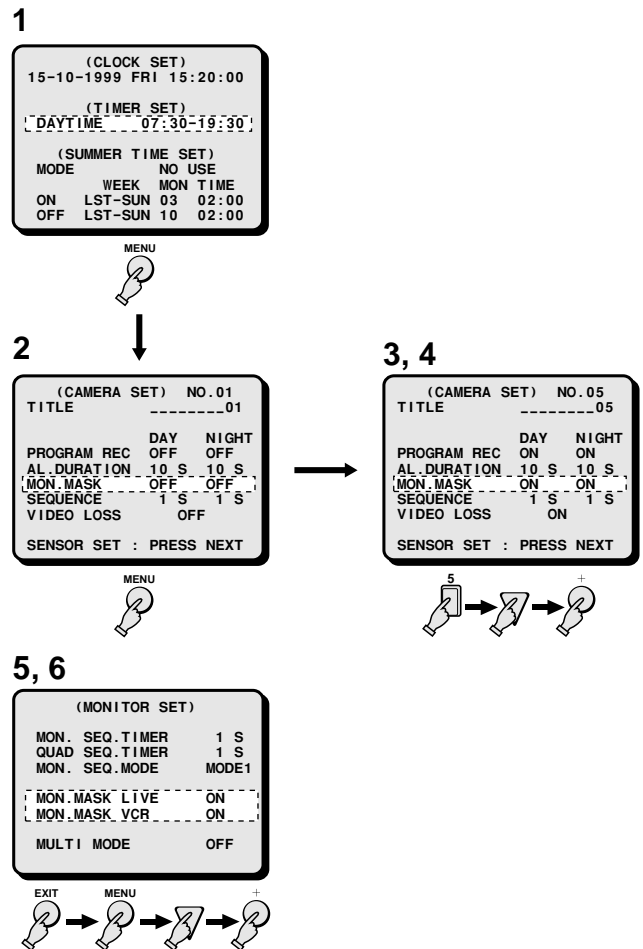 1
(CLOCK SET)
15-10-1999 FRI 15:20:00
(TIMER SET)
DAYTIME 07:30-19:30
(SUMMER TIME SET)
MODE NO USE
WEEK MON TIME
ON LST-SUN 03 02:00
OFF LST-SUN 10 02:00
MENU
2
(CAMERA SET) NO.01
TITLE ________01
DAY NIGHT
PROGRAM REC OFF OFF
AL.DURATION 10 S 10 S
MON.MASK OFF OFF
SEQUENCE 1 S 1 S
VIDEO LOSS OFF
SENSOR SET : PRESS NEXT
MENU
3, 4
(CAMERA SET) NO.05
TITLE ________05
DAY NIGHT
PROGRAM REC ON ON
AL.DURATION 10 S 10 S
MON.MASK ON ON
SEQUENCE 1 S 1 S
VIDEO LOSS ON
SENSOR SET : PRESS NEXT
5 +
5, 6
(MONITOR SET)
MON. SEQ.TIMER 1 S
QUAD SEQ.TIMER 1 S
MON. SEQ.MODE MODE1
MON.MASK LIVE ON
MON.MASK VCR ON
MULTI MODE OFF
EXIT MENU +